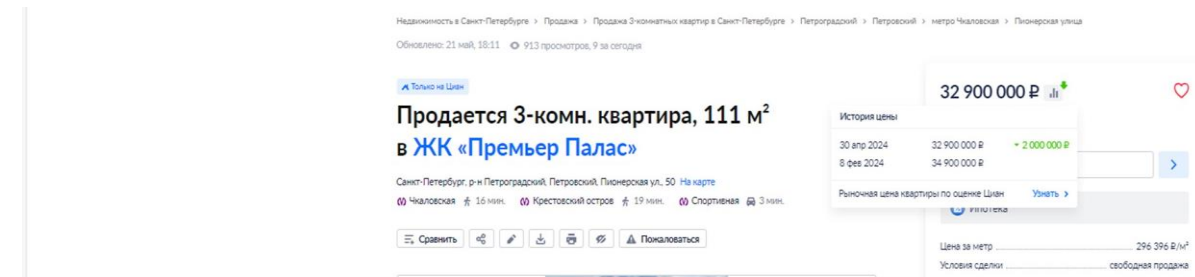 Недвижимость в Санкт-Петербурге > Продажа > Продажа 3-комнатных квартир в Санкт-Петербурге > Петроградский > Петровский > метро Чкаловская > Пионерская улица
Обновлено: 21 май, 18:11 913 просмотров, 9 за сегодня
Только на Циан
Продается 3-комн. квартира, 111 м²
в ЖК «Премьер Палас»
Санкт-Петербург, р-н Петроградский, Петровский, Пионерская ул., 50 На карте
Чкаловская 16 мин. Крестовский остров 19 мин. Спортивная 3 мин.
Сравнить Пожаловаться
32 900 000 ₽
История цены
30 апр 2024 32 900 000 ₽ 2 000 000 ₽
8 фев 2024 34 900 000 ₽
Рыночная цена квартиры по оценке Циан Узнать >
Ипотека
Цена за метр 296 396 ₽/м²
Условия сделки свободная продажа